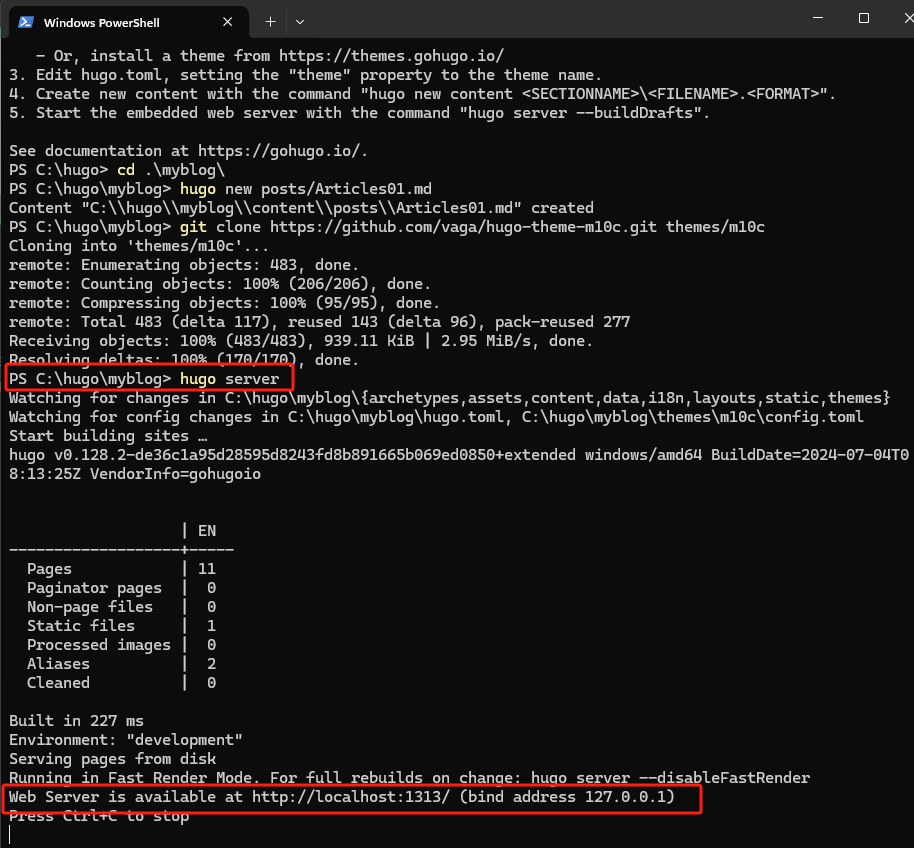 Windows PowerShell
   - Or, install a theme from https://themes.gohugo.io/
3. Edit hugo.toml, setting the "theme" property to the theme name.
4. Create new content with the command "hugo new content <SECTIONNAME>\<FILENAME>.<FORMAT>".
5. Start the embedded web server with the command "hugo server --buildDrafts".
See documentation at https://gohugo.io/.
PS C:\hugo> cd .\myblog\
PS C:\hugo\myblog> hugo new posts/Articles01.md
Content "C:\\hugo\\myblog\\content\\posts\\Articles01.md" created
PS C:\hugo\myblog> git clone https://github.com/vaga/hugo-theme-m10c.git themes/m10c
Cloning into 'themes/m10c'...
remote: Enumerating objects: 483, done.
remote: Counting objects: 100% (206/206), done.
remote: Compressing objects: 100% (95/95), done.
remote: Total 483 (delta 117), reused 143 (delta 96), pack-reused 277
Receiving objects: 100% (483/483), 939.11 KiB | 2.95 MiB/s, done.
Resolving deltas: 100% (170/170), done.
PS C:\hugo\myblog> hugo server
Watching for changes in C:\hugo\myblog\{archetypes,assets,content,data,i18n,layouts,static,themes}
Watching for config changes in C:\hugo\myblog\hugo.toml, C:\hugo\myblog\themes\m10c\config.toml
Start building sites …
hugo v0.128.2-de36c1a95d28595d8243fd8b891665b069ed0850+extended windows/amd64 BuildDate=2024-07-04T0
8:13:25Z VendorInfo=gohugoio
                   | EN
-------------------+-----
  Pages            | 11
  Paginator pages  |  0
  Non-page files   |  0
  Static files     |  1
  Processed images |  0
  Aliases          |  2
  Cleaned          |  0
Built in 227 ms
Environment: "development"
Serving pages from disk
Running in Fast Render Mode. For full rebuilds on change: hugo server --disableFastRender
Web Server is available at http://localhost:1313/ (bind address 127.0.0.1)
Press Ctrl+C to stop